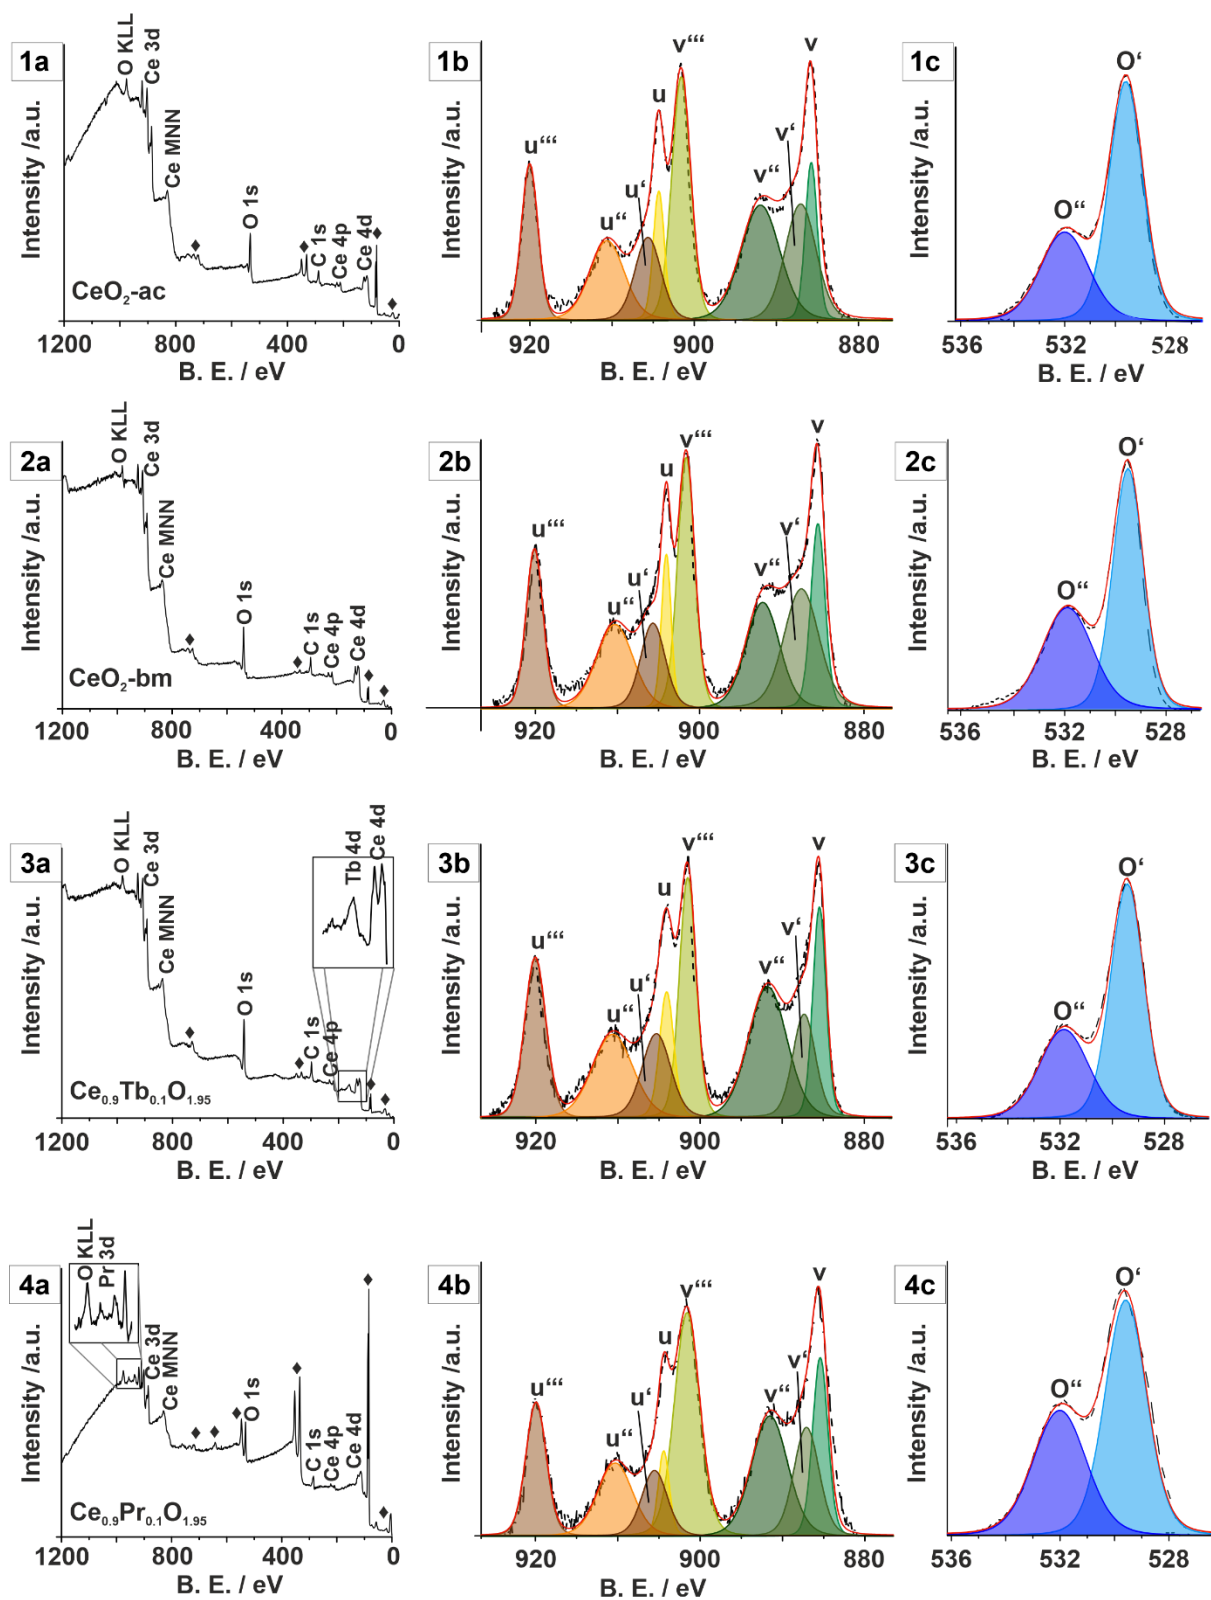 1a
Intensity /a.u.
O KLL
Ce 3d
Ce MNN
O 1s
♦
♦
C 1s
Ce 4p
Ce 4d
♦
♦
CeO₂-ac
1200 800 400 0
B. E. / eV
1b
Intensity /a.u.
u‘‘‘
u‘‘
u‘
u
v‘‘‘
v‘‘
v‘
v
920 900 880
B. E. / eV
1c
Intensity /a.u.
O‘‘
O‘
536 532 528
B. E. / eV
2a
Intensity /a.u.
O KLL
Ce 3d
Ce MNN
♦
O 1s
♦
C 1s
Ce 4p
Ce 4d
♦
♦
CeO₂-bm
1200 800 400 0
B. E. / eV
2b
Intensity /a.u.
u‘‘‘
u‘‘
u‘
u
v‘‘‘
v‘‘
v‘
v
920 900 880
B. E. / eV
2c
Intensity /a.u.
O‘‘
O‘
536 532 528
B. E. / eV
3a
Intensity /a.u.
O KLL
Ce 3d
Ce MNN
♦
O 1s
♦
C 1s
Ce 4p
Tb 4d
Ce 4d
♦
♦
Ce₀.₉Tb₀.₁O₁.₉₅
1200 800 400 0
B. E. / eV
3b
Intensity /a.u.
u‘‘‘
u‘‘
u‘
u
v‘‘‘
v‘‘
v‘
v
920 900 880
B. E. / eV
3c
Intensity /a.u.
O‘‘
O‘
536 532 528
B. E. / eV
4a
Intensity /a.u.
O KLL
Pr 3d
Ce 3d
Ce MNN
♦
♦
♦
O 1s
♦
C 1s
Ce 4p
Ce 4d
♦
♦
Ce₀.₉Pr₀.₁O₁.₉₅
1200 800 400 0
B. E. / eV
4b
Intensity /a.u.
u‘‘‘
u‘‘
u‘
u
v‘‘‘
v‘‘
v‘
v
920 900 880
B. E. / eV
4c
Intensity /a.u.
O‘‘
O‘
536 532 528
B. E. / eV